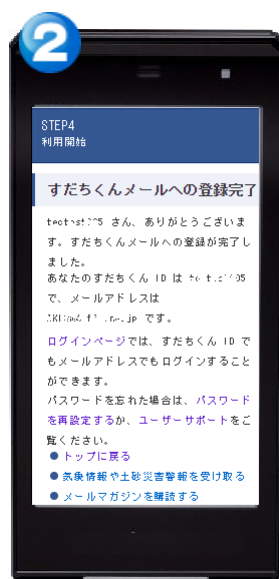 2
STEP4
利用開始
すだちくんメールへの登録完了
さん、ありがとうございま
す。すだちくんメールへの登録が完了し
ました。
あなたのすだちくん ID は
で、メールアドレスは
です。
ログインページでは、すだちくん ID で
もメールアドレスでもログインすること
ができます。
パスワードを忘れた場合は、パスワード
を再設定するか、ユーザーサポートをご
覧ください。
トップに戻る
気象情報や土砂災害警報を受け取る
メールマガジンを購読する